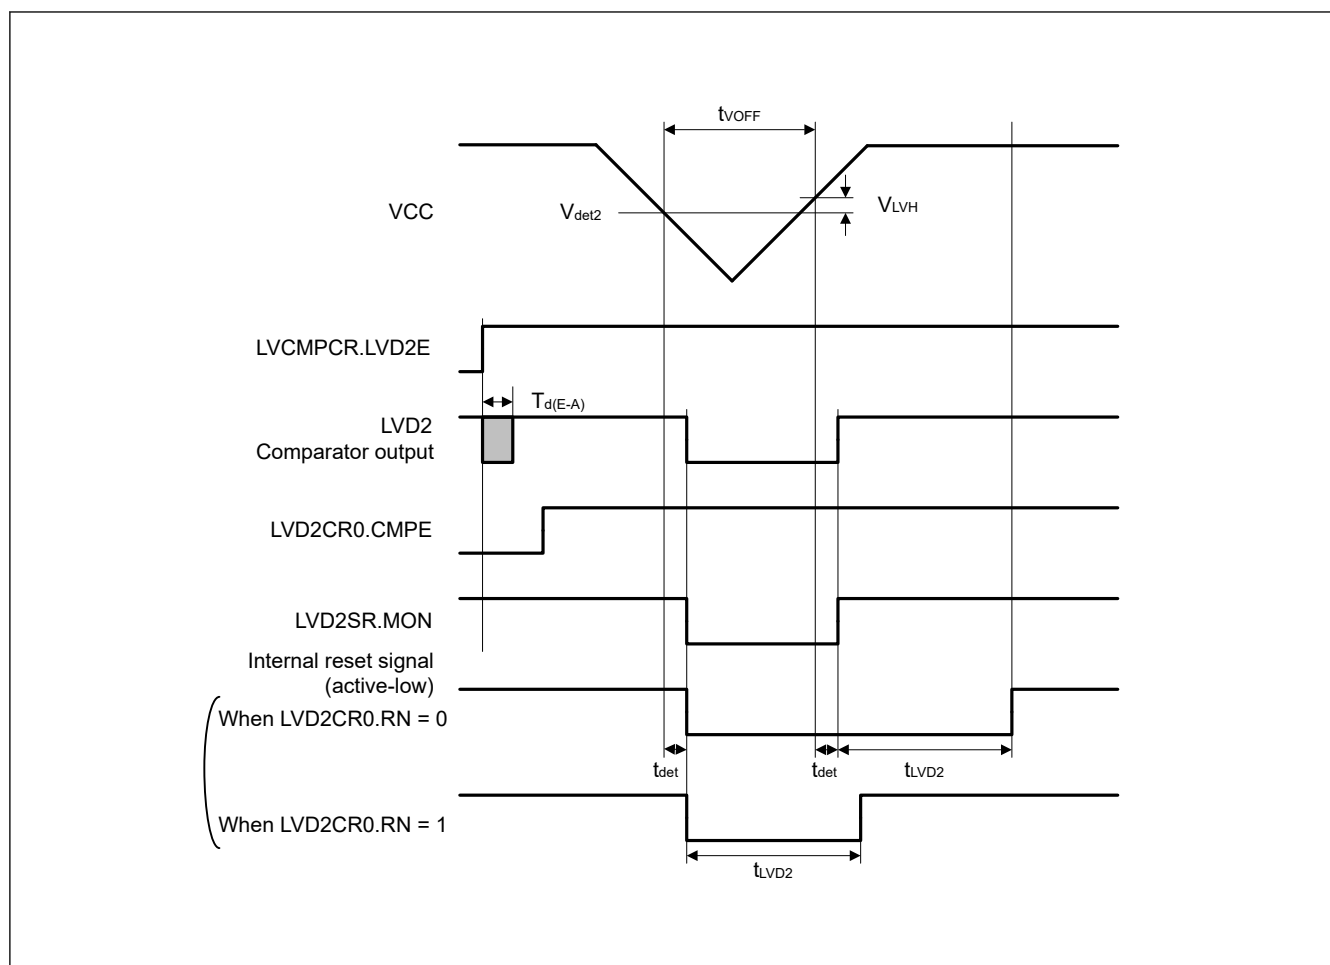 tVOFF
VCC
Vdet2
VLVH
LVCMPCR.LVD2E
Td(E-A)
LVD2
Comparator output
LVD2CR0.CMPE
LVD2SR.MON
Internal reset signal
(active-low)
When LVD2CR0.RN = 0
tdet
tdet
tLVD2
When LVD2CR0.RN = 1
tLVD2